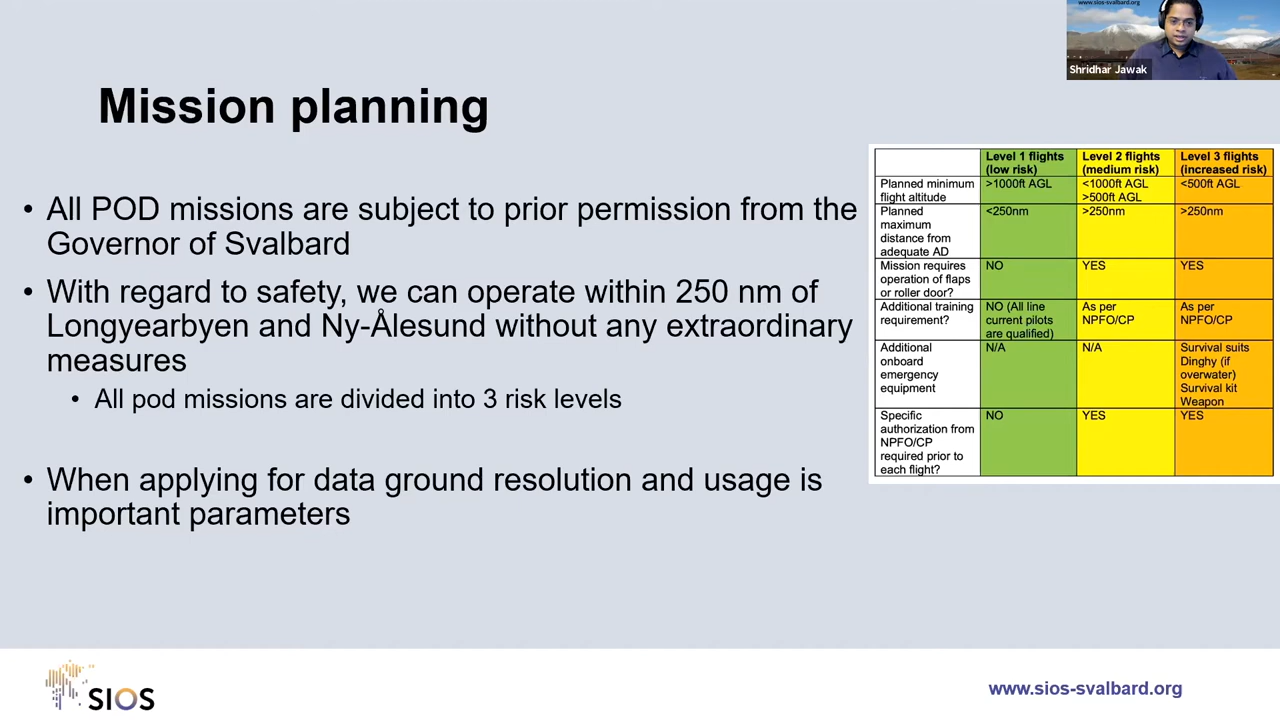 www.sios-svalbard.org
Shridhar Jawak
Mission planning
• All POD missions are subject to prior permission from the
Governor of Svalbard
• With regard to safety, we can operate within 250 nm of
Longyearbyen and Ny-Ålesund without any extraordinary
measures
• All pod missions are divided into 3 risk levels
• When applying for data ground resolution and usage is
important parameters
Level 1 flights Level 2 flights Level 3 flights
(low risk) (medium risk) (increased risk)
Planned minimum >1000ft AGL <1000ft AGL <500ft AGL
flight altitude >500ft AGL
Planned <250nm >250nm >250nm
maximum
distance from
adequate AD
Mission requires NO YES YES
operation of flaps
or roller door?
Additional training NO (All line As per As per
requirement? current pilots NPFO/CP NPFO/CP
are qualified)
Additional N/A N/A Survival suits
onboard Dinghy (if
emergency overwater)
equipment Survival kit
Weapon
Specific NO YES YES
authorization from
NPFO/CP
required prior to
each flight?
SIOS
www.sios-svalbard.org